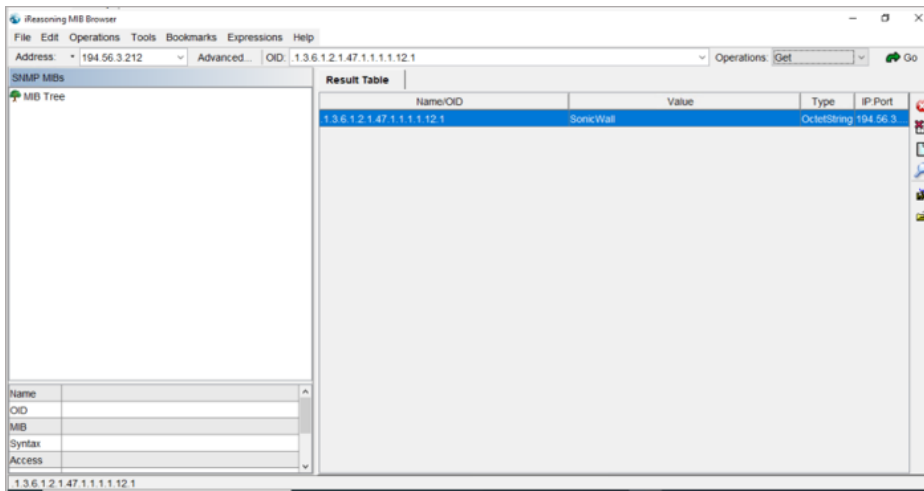 iReasoning MIB Browser
File Edit Operations Tools Bookmarks Expressions Help
Address: 194.56.3.212 Advanced... OID: .1.3.6.1.2.1.47.1.1.1.1.12.1 Operations: Get Go
SNMP MIBs
MIB Tree
Result Table
Name/OID Value Type IP:Port
.1.3.6.1.2.1.47.1.1.1.1.12.1 SonicWall OctetString 194.56.3....
Name
OID
MIB
Syntax
Access
.1.3.6.1.2.1.47.1.1.1.1.12.1